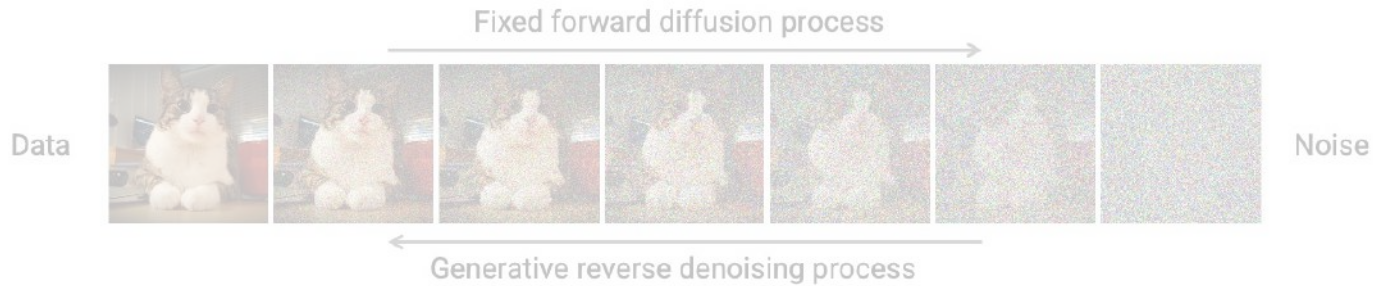 Fixed forward diffusion process
Data
Noise
Generative reverse denoising process